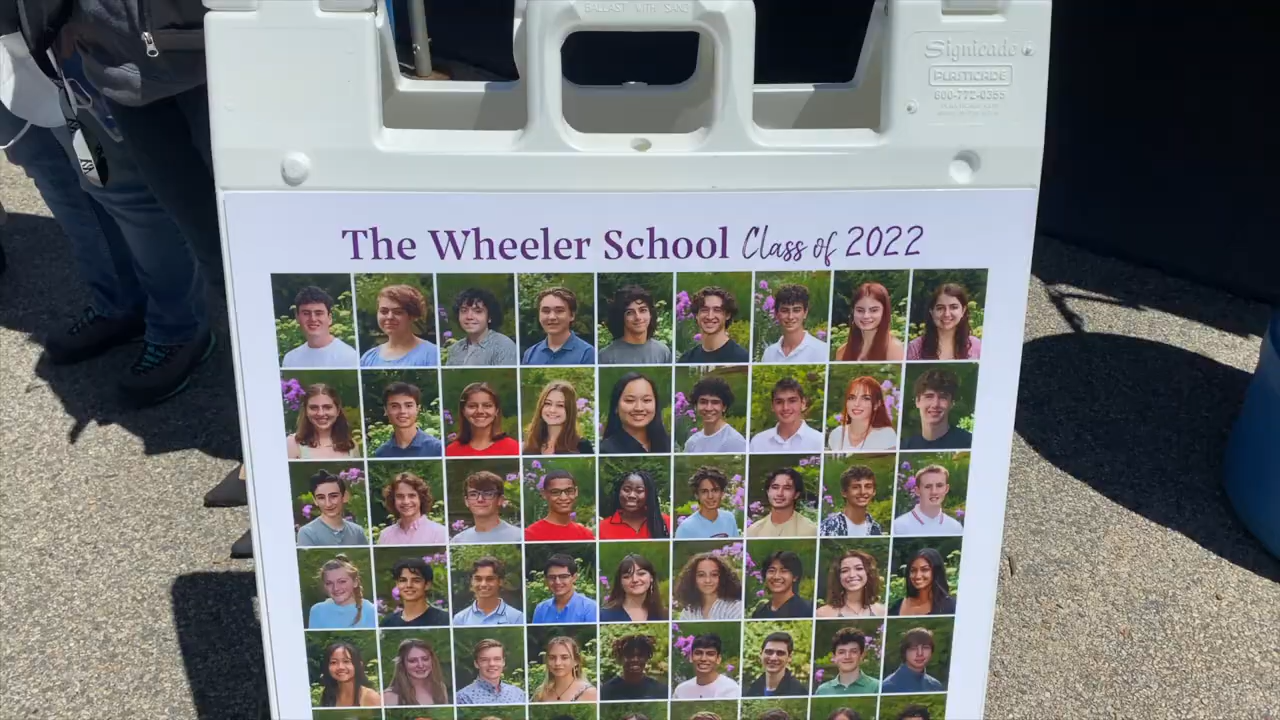 BALLAST WITH SAND
Signicade
PLASTICADE
800-772-0355
The Wheeler School Class of 2022